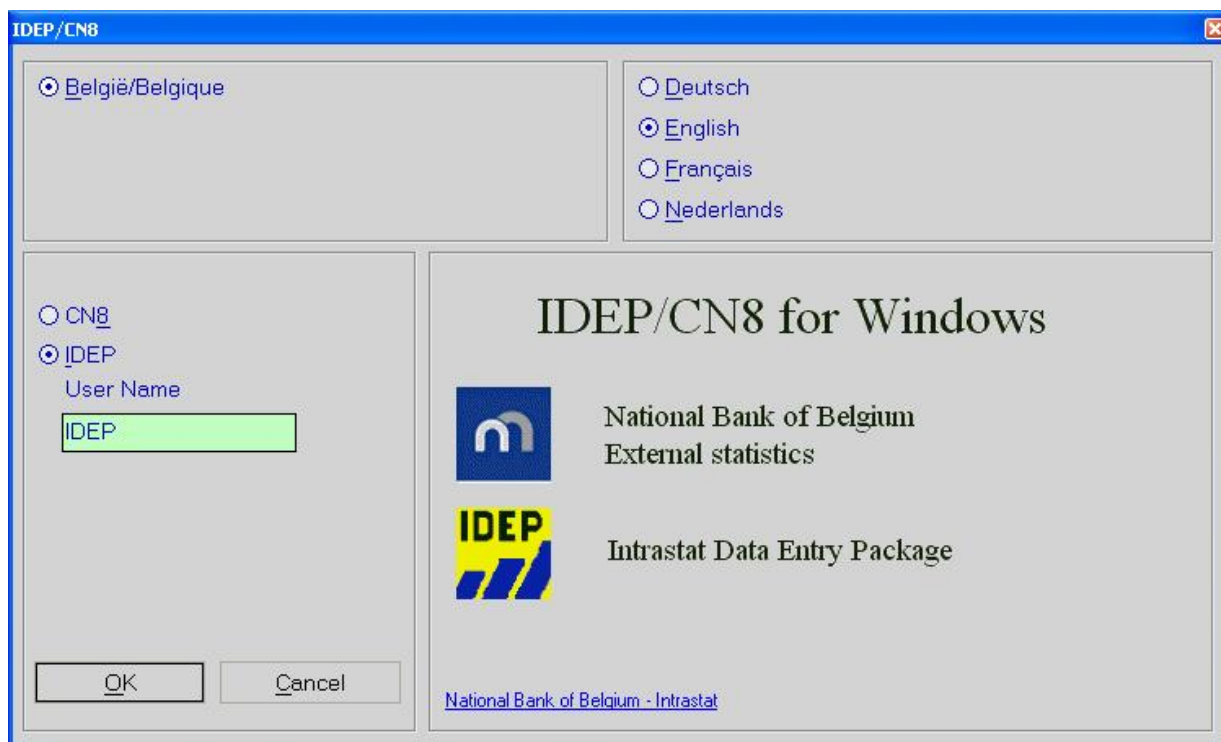 IDEP/CN8
België/Belgique
Deutsch
English
Français
Nederlands
CN8
IDEP
User Name
IDEP
OK
Cancel
IDEP/CN8 for Windows
National Bank of Belgium
External statistics
IDEP
Intrastat Data Entry Package
National Bank of Belgium - Intrastat